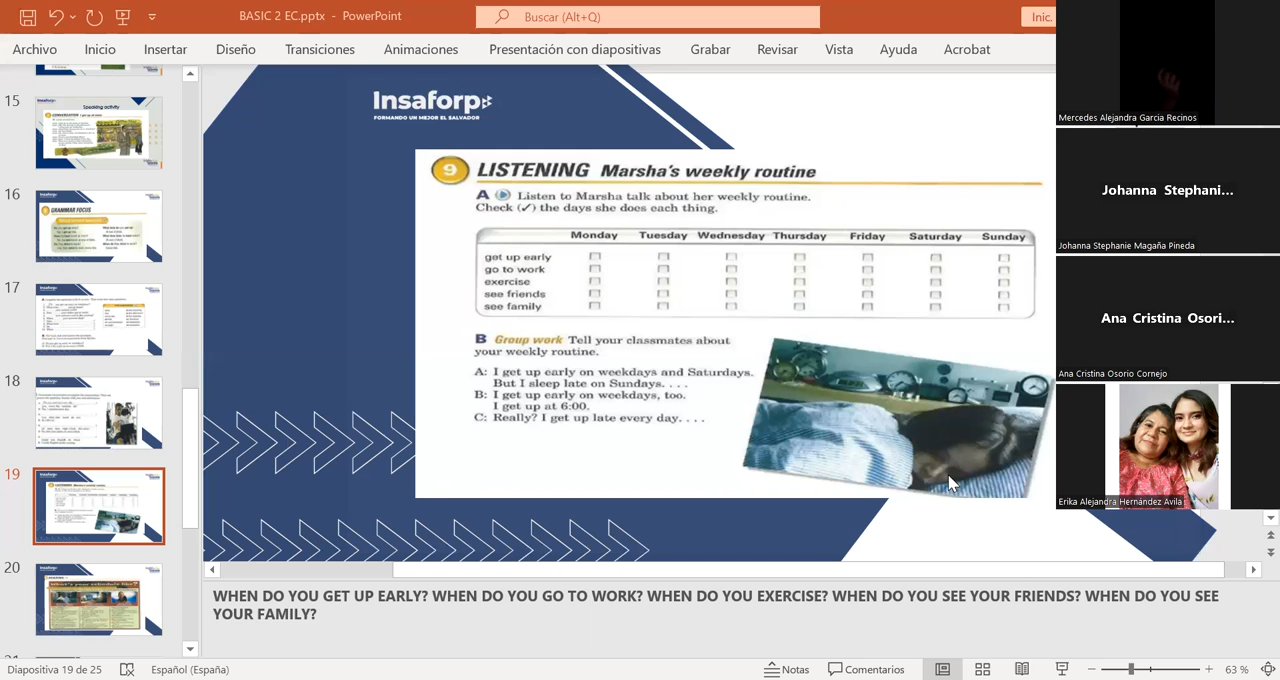 BASIC 2 EC.pptx - PowerPoint
Buscar (Alt+Q)
Inic.
Archivo Inicio Insertar Diseño Transiciones Animaciones Presentación con diapositivas Grabar Revisar Vista Ayuda Acrobat
15
Speaking activity
16
GRAMMAR FOCUS
17
18
19
20
Insaforp
FORMANDO UN MEJOR EL SALVADOR
9 LISTENING Marsha's weekly routine
A Listen to Marsha talk about her weekly routine.
Check (✓) the days she does each thing.
Monday Tuesday Wednesday Thursday Friday Saturday Sunday
get up early
go to work
exercise
see friends
see family
B Group work Tell your classmates about
your weekly routine.
A: I get up early on weekdays and Saturdays.
But I sleep late on Sundays. . . .
B: I get up early on weekdays, too.
I get up at 6:00.
C: Really? I get up late every day. . . .
Mercedes Alejandra Garcia Recinos
Johanna Stephani...
Johanna Stephanie Magaña Pineda
Ana Cristina Osori...
Ana Cristina Osorio Cornejo
Erika Alejandra Hernández Avila
WHEN DO YOU GET UP EARLY? WHEN DO YOU GO TO WORK? WHEN DO YOU EXERCISE? WHEN DO YOU SEE YOUR FRIENDS? WHEN DO YOU SEE
YOUR FAMILY?
Diapositiva 19 de 25 Español (España) Notas Comentarios 63 %